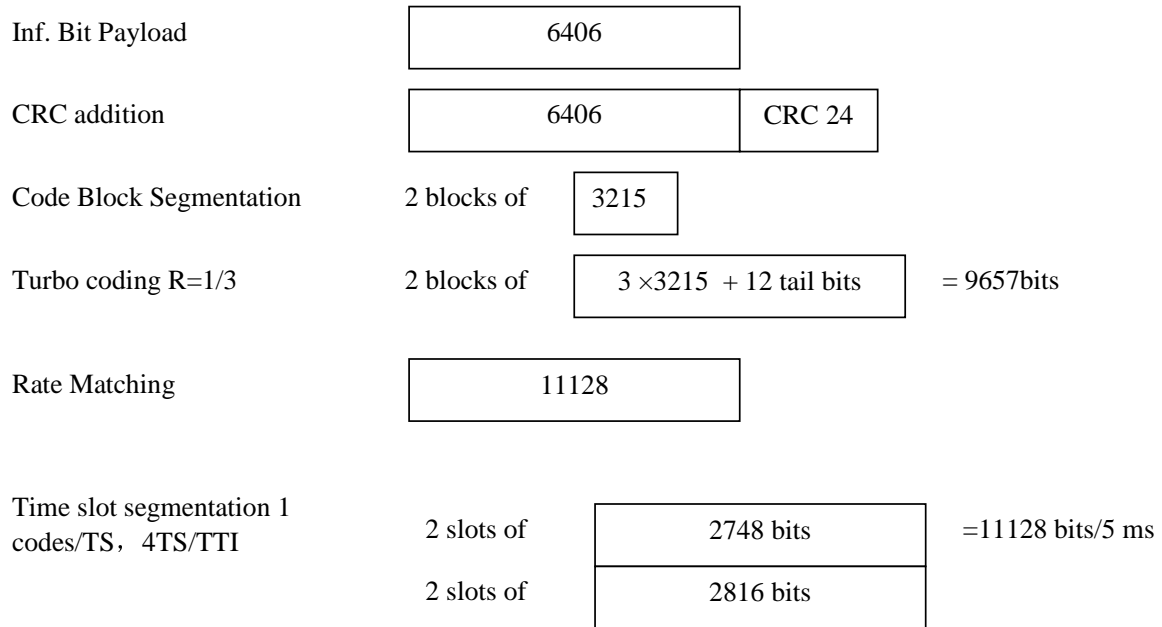 Inf. Bit Payload 6406
CRC addition 6406 CRC 24
Code Block Segmentation 2 blocks of 3215
Turbo coding R=1/3 2 blocks of 3 ×3215 + 12 tail bits = 9657bits
Rate Matching 11128
Time slot segmentation 1
codes/TS，4TS/TTI 2 slots of 2748 bits =11128 bits/5 ms
2 slots of 2816 bits